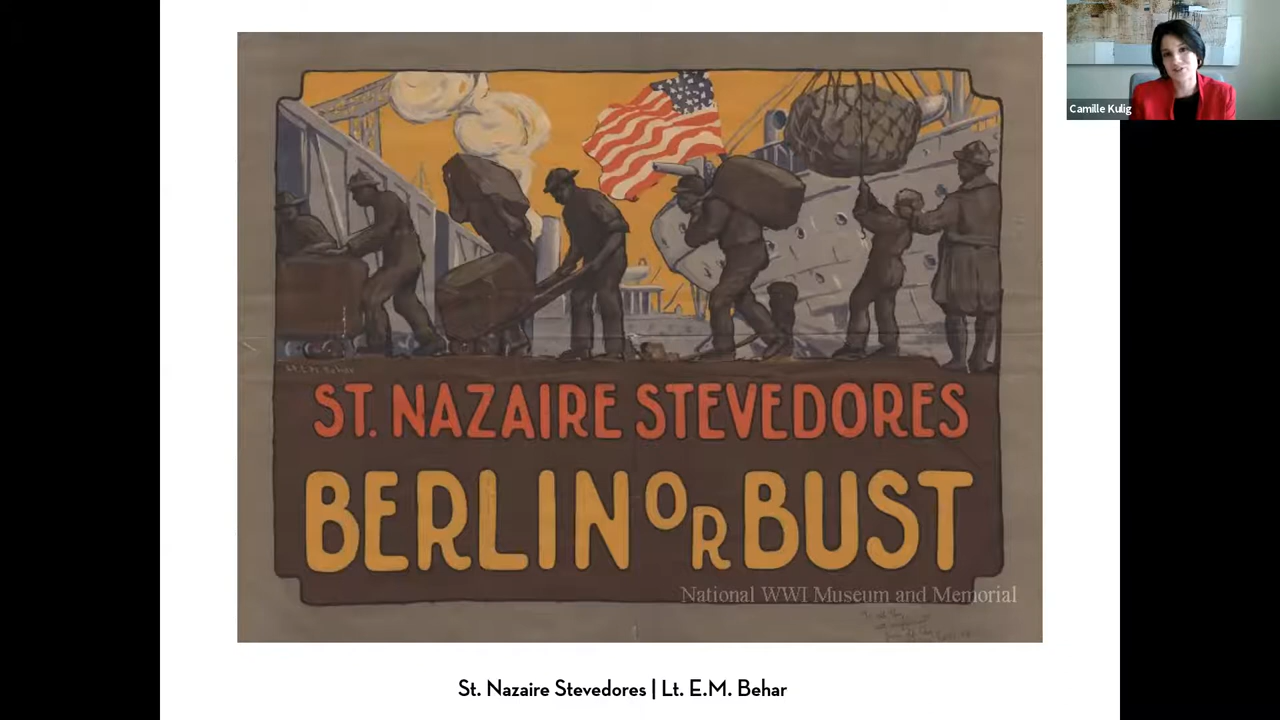 Camille Kulig
ST. NAZAIRE STEVEDORES
BERLIN OR BUST
National WWI Museum and Memorial
St. Nazaire Stevedores | Lt. E.M. Behar